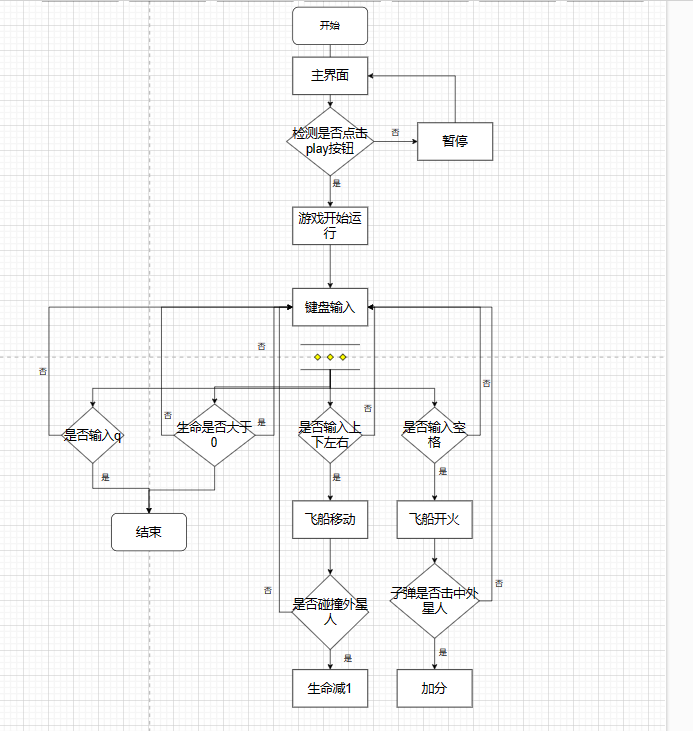 开始
主界面
检测是否点击
play按钮
否
暂停
是
游戏开始运
行
键盘输入
否
否
否
是否输入q
否
生命是否大于
0
是
是否输入上
下左右
否
是否输入空
格
是
是
是
结束
飞船移动
飞船开火
否
是否碰撞外星
人
子弹是否击中外
星人
否
是
是
生命减1
加分